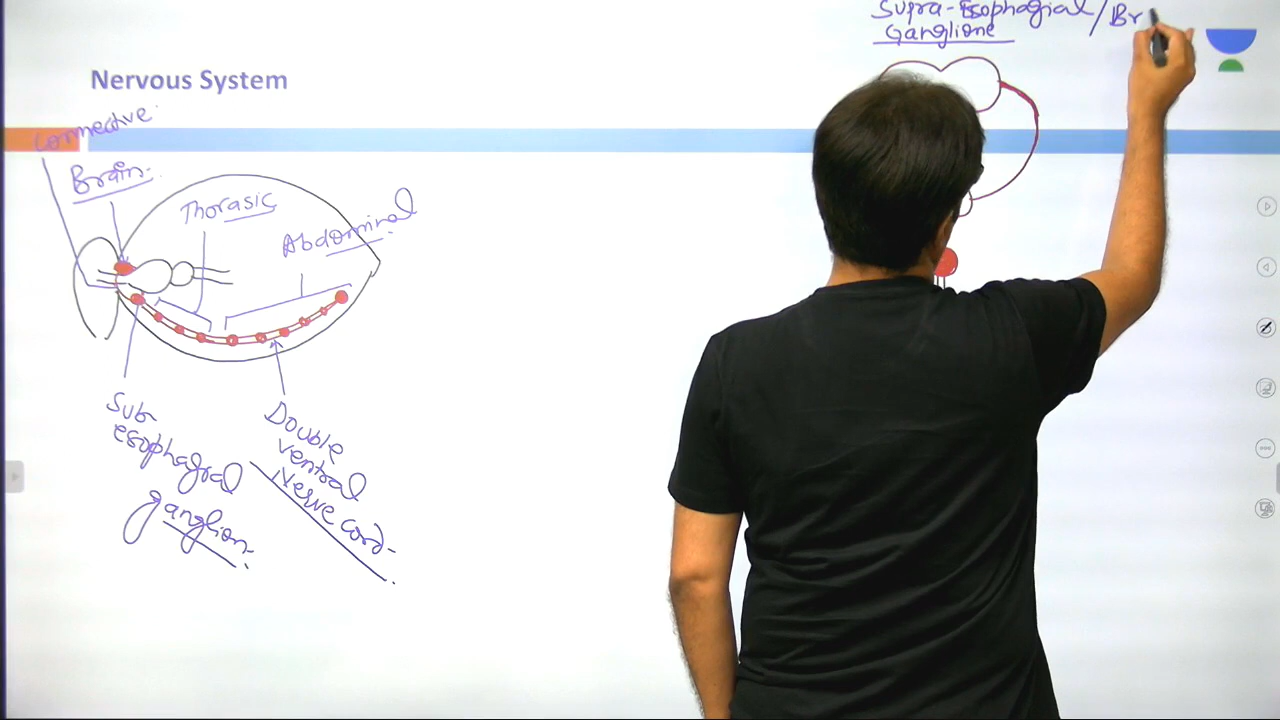 Supra-Esophagial/Br
Ganglione
Nervous System
Connective
Brain.
Thorasic
Abdominal
Sub
esophagial
ganglion.
Double
ventral
Nerve cord-